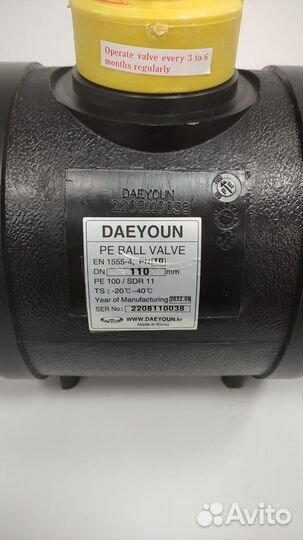 Operate valve every 3 to 6
months regularly
DAEYOUN
2208110038
DAEYOUN
PE BALL VALVE
EN 1555-4, PN 10
DN 110 mm
PE 100 / SDR 11
TS : -20℃~40℃
Year of Manufacturing 2022.08
SER No: 2208110038
WWW.DAEYOUN.kr
Made in Korea
Avito